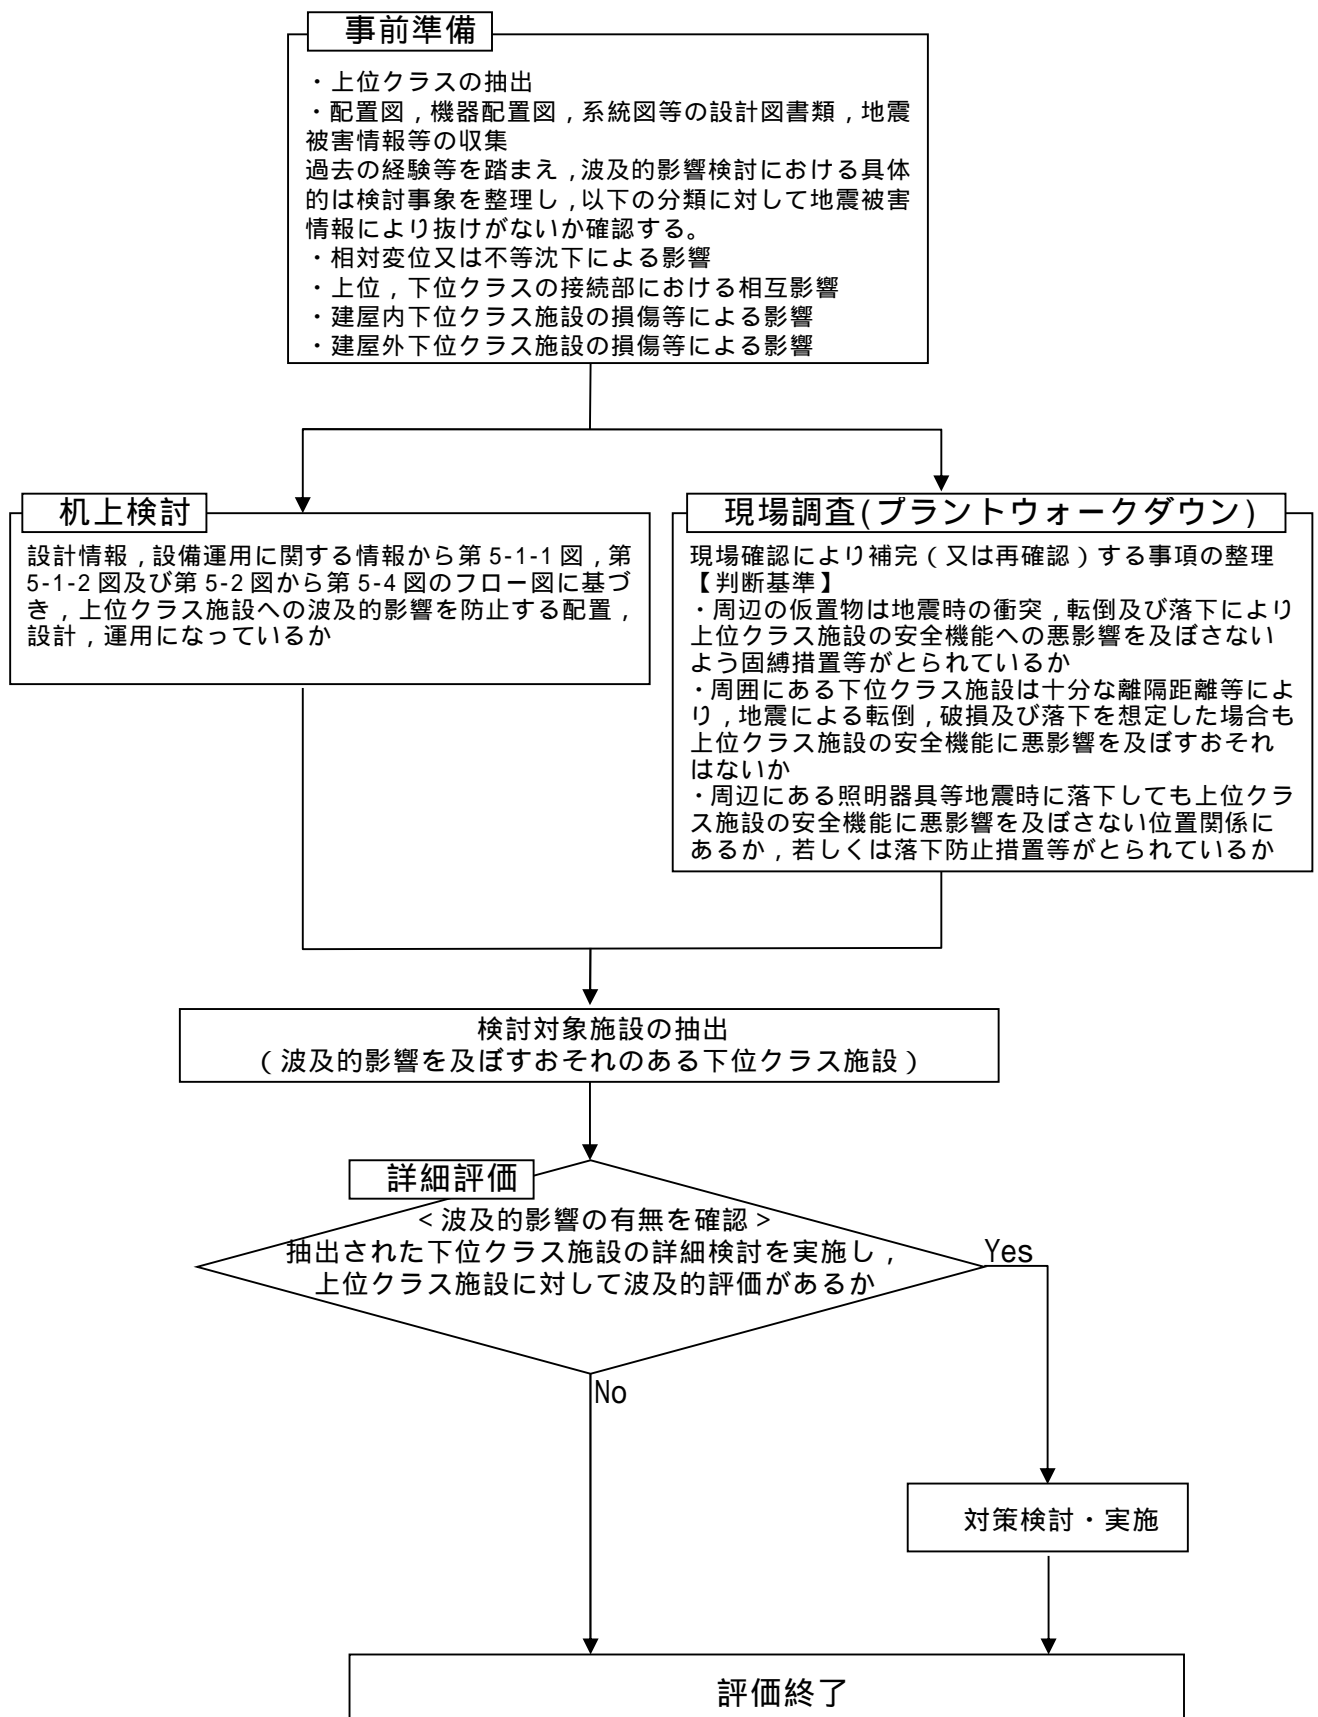 事前準備
・上位クラスの抽出
・配置図，機器配置図，系統図等の設計図書類，地震
被害情報等の収集
過去の経験等を踏まえ，波及的影響検討における具体
的は検討事象を整理し，以下の分類に対して地震被害
情報により抜けがないか確認する。
・相対変位又は不等沈下による影響
・上位，下位クラスの接続部における相互影響
・建屋内下位クラス施設の損傷等による影響
・建屋外下位クラス施設の損傷等による影響
机上検討
設計情報，設備運用に関する情報から第 5-1-1 図，第
5-1-2 図及び第 5-2 図から第 5-4 図のフロー図に基づ
き，上位クラス施設への波及的影響を防止する配置，
設計，運用になっているか
現場調査(プラントウォークダウン)
現場確認により補完（又は再確認）する事項の整理
【判断基準】
・周辺の仮置物は地震時の衝突，転倒及び落下により
上位クラス施設の安全機能への悪影響を及ぼさない
よう固縛措置等がとられているか
・周囲にある下位クラス施設は十分な離隔距離等によ
り，地震による転倒，破損及び落下を想定した場合も
上位クラス施設の安全機能に悪影響を及ぼすおそれ
はないか
・周辺にある照明器具等地震時に落下しても上位クラ
ス施設の安全機能に悪影響を及ぼさない位置関係に
あるか，若しくは落下防止措置等がとられているか
検討対象施設の抽出
（波及的影響を及ぼすおそれのある下位クラス施設）
詳細評価
＜波及的影響の有無を確認＞
抽出された下位クラス施設の詳細検討を実施し，
上位クラス施設に対して波及的評価があるか
Yes
No
対策検討・実施
評価終了